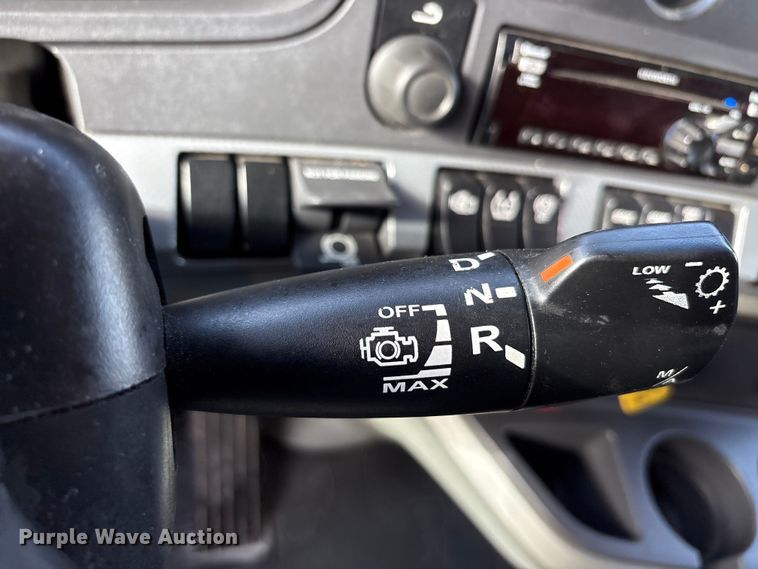 D
N
R
OFF
MAX
LOW
-
+
M/
Purple Wave Auction